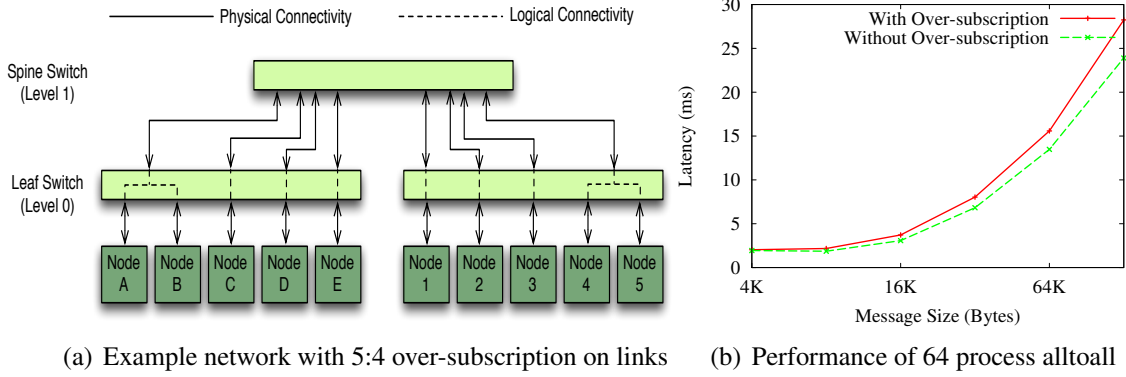 Physical Connectivity
Logical Connectivity
Spine Switch
(Level 1)
Leaf Switch
(Level 0)
Node
A
Node
B
Node
C
Node
D
Node
E
Node
1
Node
2
Node
3
Node
4
Node
5
(a) Example network with 5:4 over-subscription on links
30
25
20
15
10
5
0
Latency (ms)
With Over-subscription
Without Over-subscription
4K
16K
64K
Message Size (Bytes)
(b) Performance of 64 process alltoall